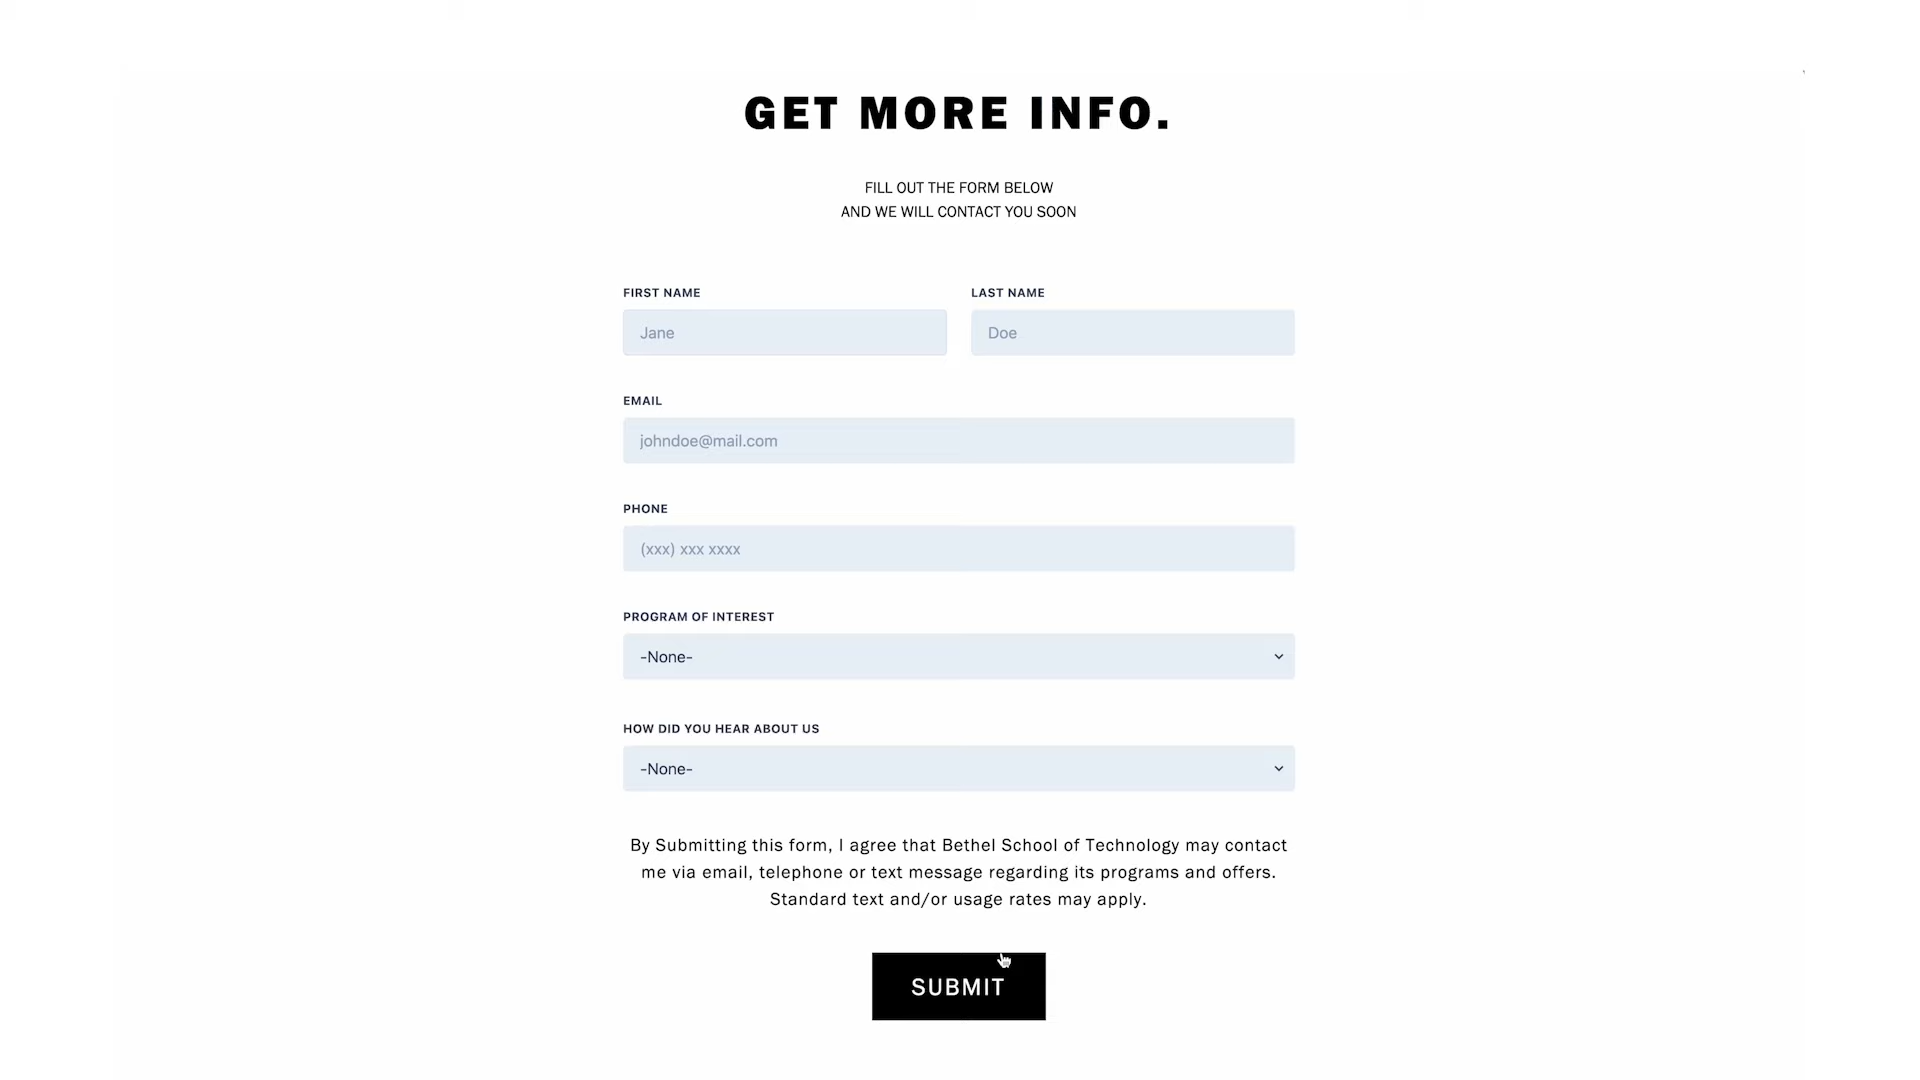 GET MORE INFO.
FILL OUT THE FORM BELOW
AND WE WILL CONTACT YOU SOON
FIRST NAME
LAST NAME
Jane
Doe
EMAIL
johndoe@mail.com
PHONE
(xxx) xxx xxxx
PROGRAM OF INTEREST
-None-
HOW DID YOU HEAR ABOUT US
-None-
By Submitting this form, I agree that Bethel School of Technology may contact
me via email, telephone or text message regarding its programs and offers.
Standard text and/or usage rates may apply.
SUBMIT